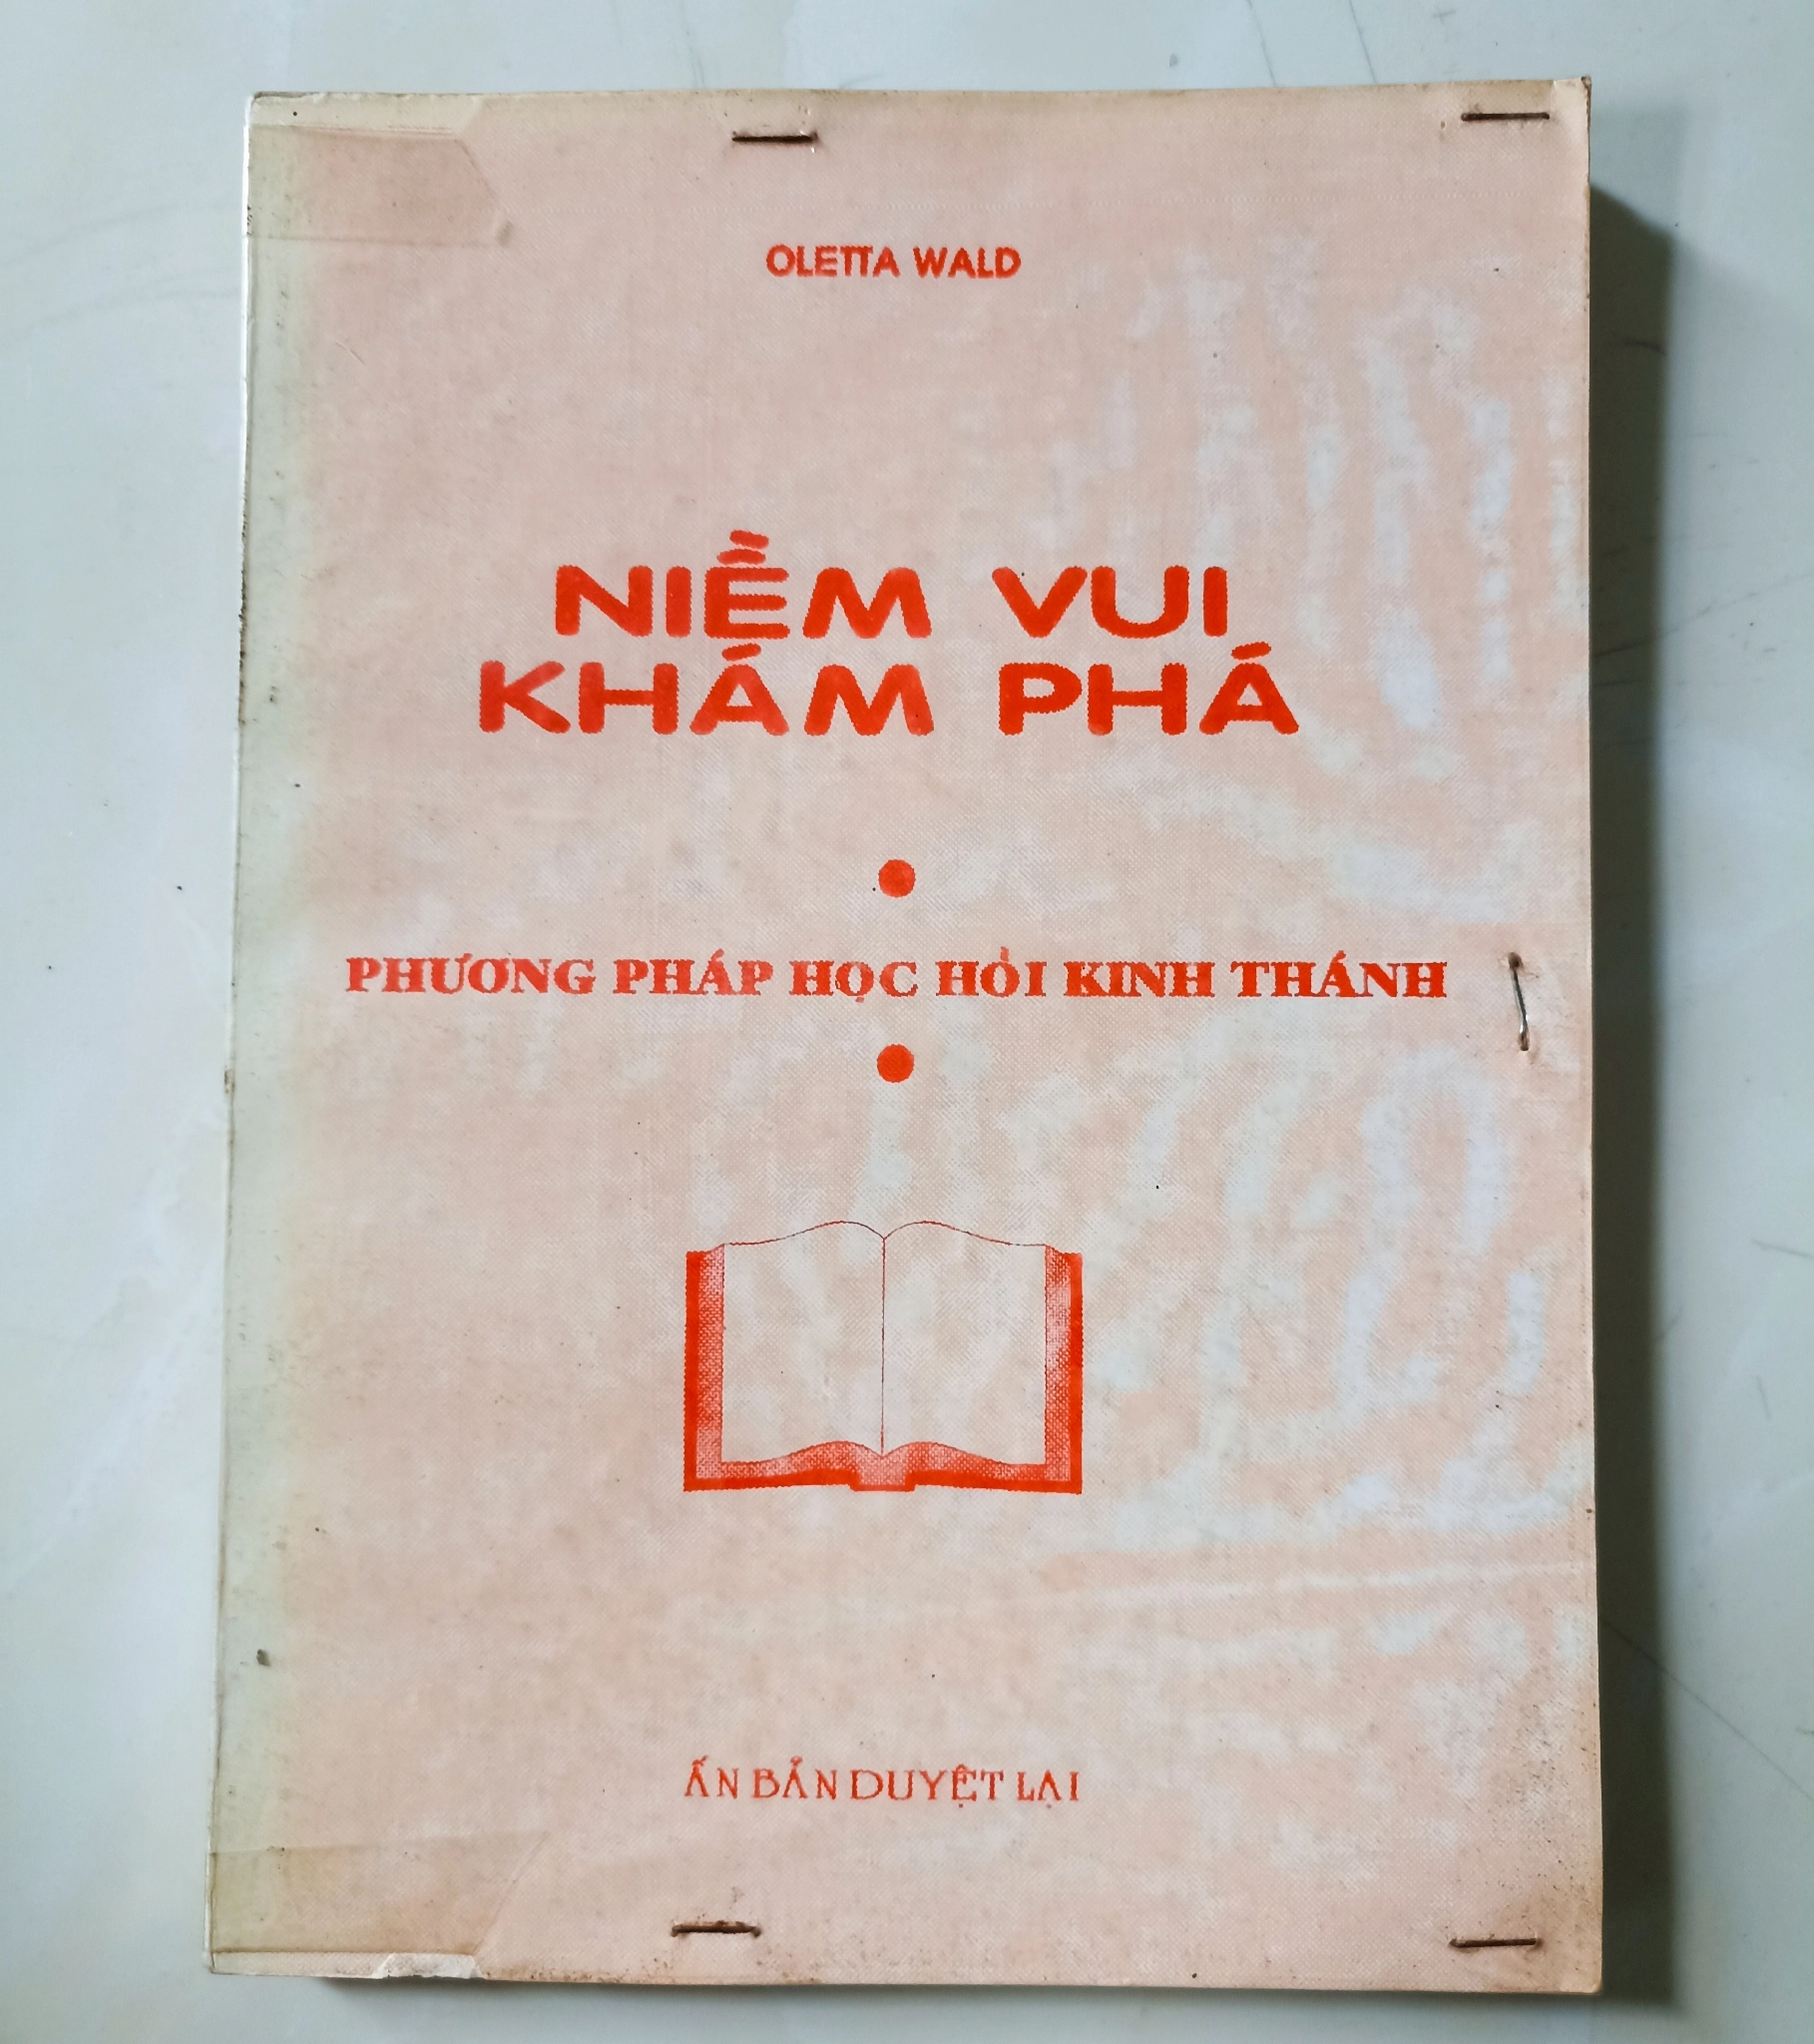 OLETTA WALD
NIỀM VUI
KHÁM PHÁ
PHƯƠNG PHÁP HỌC HỎI KINH THÁNH
ẤN BẢN DUYỆT LẠI